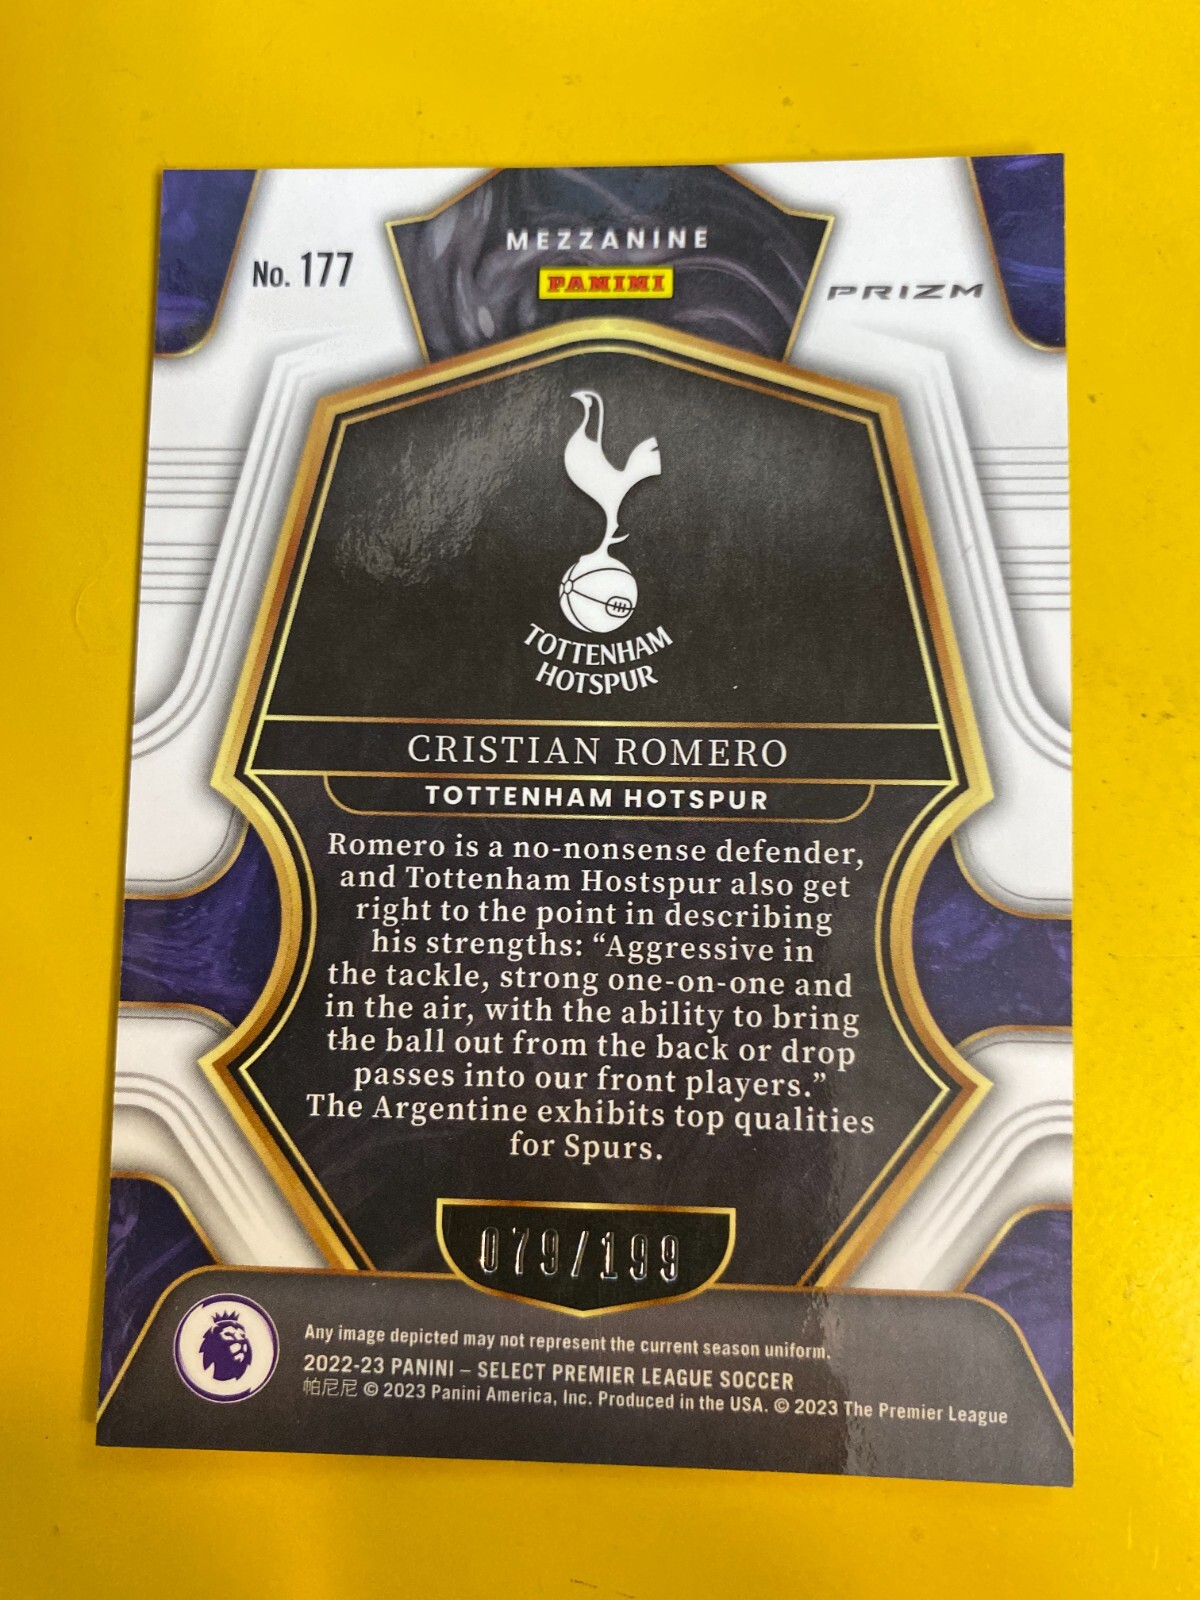 MEZZANINE
No. 177
PANINI
PRIZM
TOTTENHAM
HOTSPUR
CRISTIAN ROMERO
TOTTENHAM HOTSPUR
Romero is a no-nonsense defender,
and Tottenham Hostspur also get
right to the point in describing
his strengths: “Aggressive in
the tackle, strong one-on-one and
in the air, with the ability to bring
the ball out from the back or drop
passes into our front players.”
The Argentine exhibits top qualities
for Spurs.
079/199
Any image depicted may not represent the current season uniform.
2022-23 PANINI – SELECT PREMIER LEAGUE SOCCER
帕尼尼 © 2023 Panini America, Inc. Produced in the USA. © 2023 The Premier League